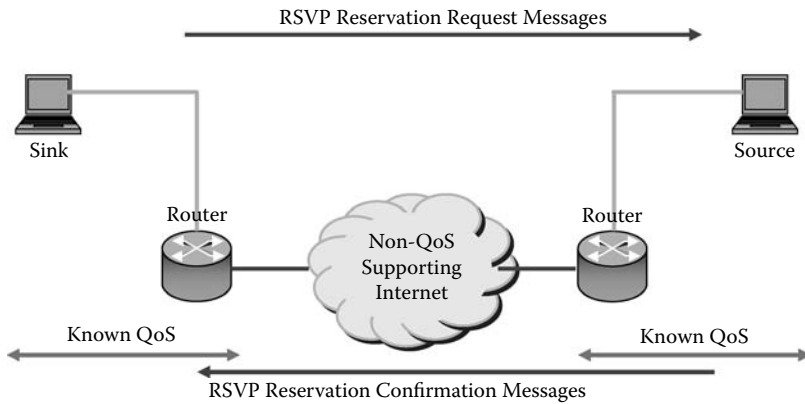 RSVP Reservation Request Messages
Sink
Source
Router
Router
Non-QoS
Supporting
Internet
Known QoS
Known QoS
RSVP Reservation Confirmation Messages